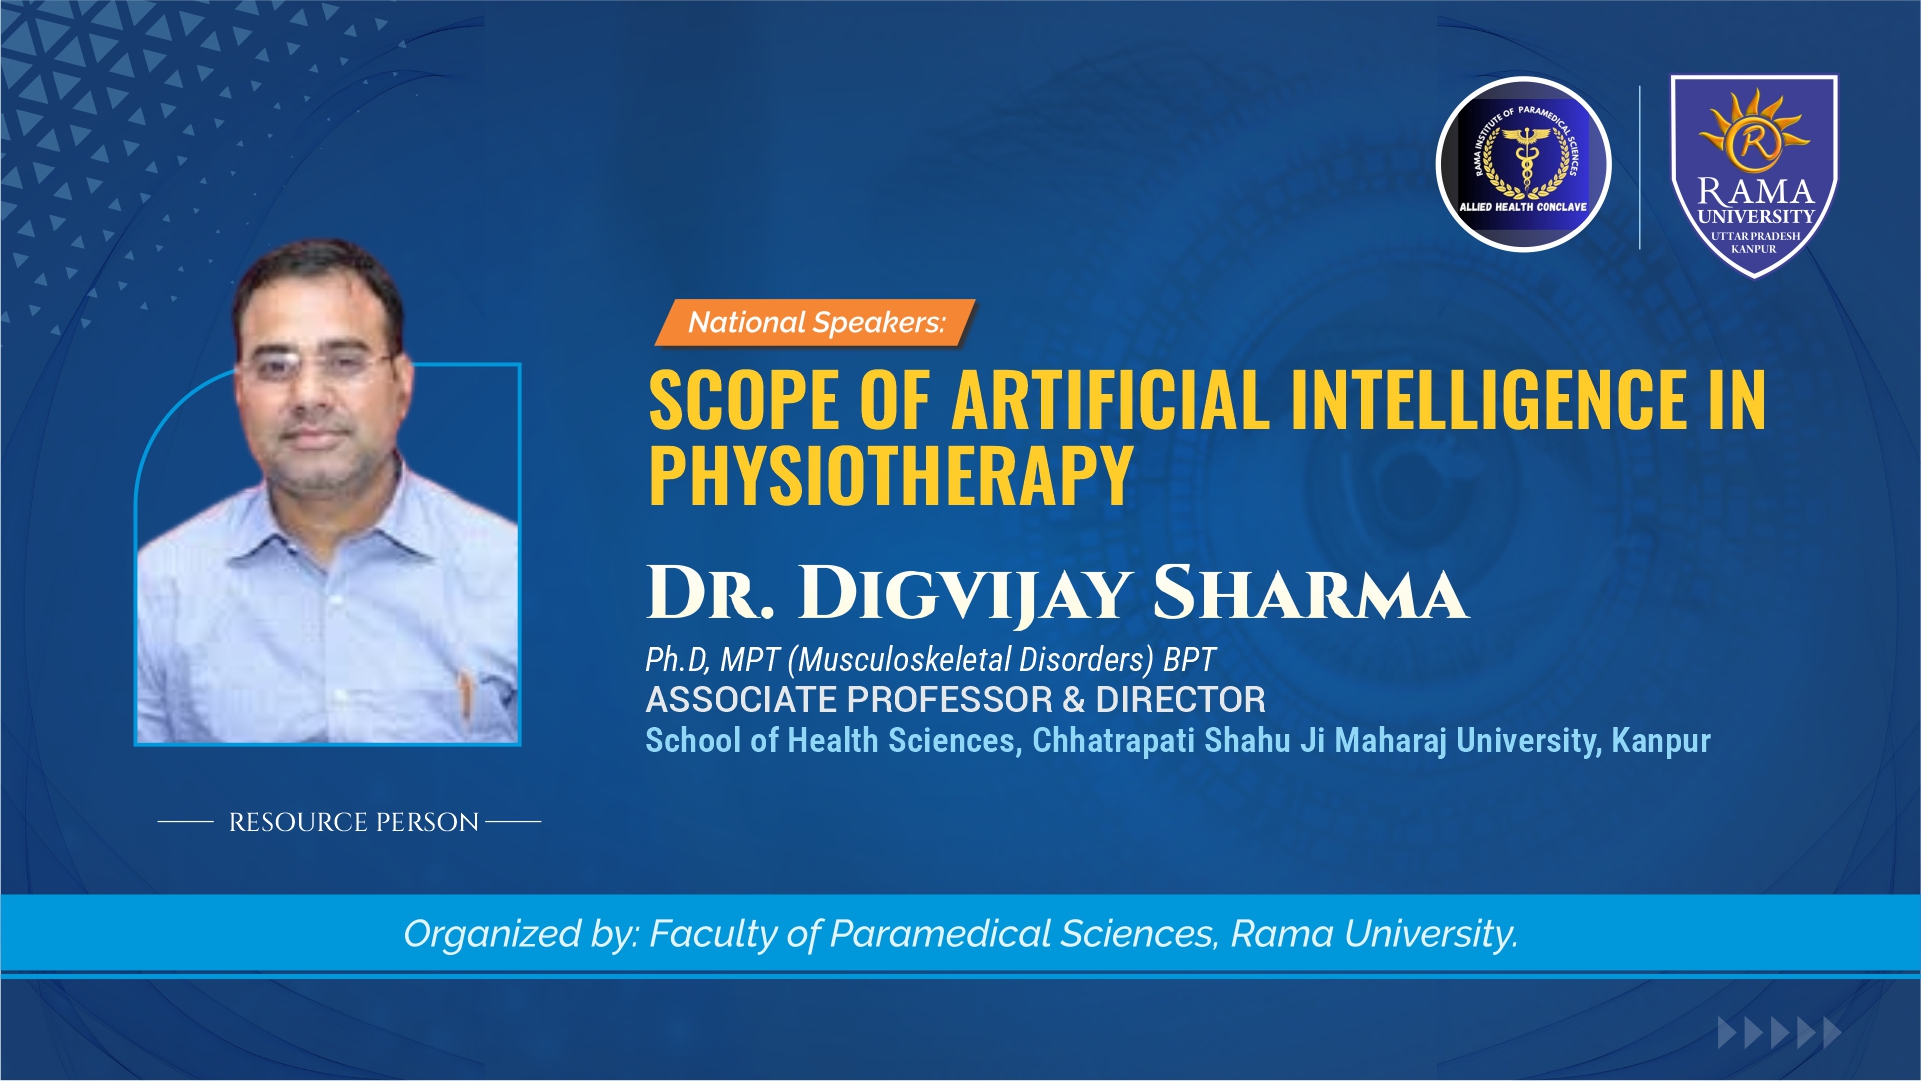 RAMA INSTITUTE OF PARAMEDICAL SCIENCES
ALLIED HEALTH CONCLAVE
R
RAMA
UNIVERSITY
UTTAR PRADESH
KANPUR
National Speakers:
SCOPE OF ARTIFICIAL INTELLIGENCE IN
PHYSIOTHERAPY
DR. DIGVIJAY SHARMA
Ph.D, MPT (Musculoskeletal Disorders) BPT
ASSOCIATE PROFESSOR & DIRECTOR
School of Health Sciences, Chhatrapati Shahu Ji Maharaj University, Kanpur
RESOURCE PERSON
Organized by: Faculty of Paramedical Sciences, Rama University.